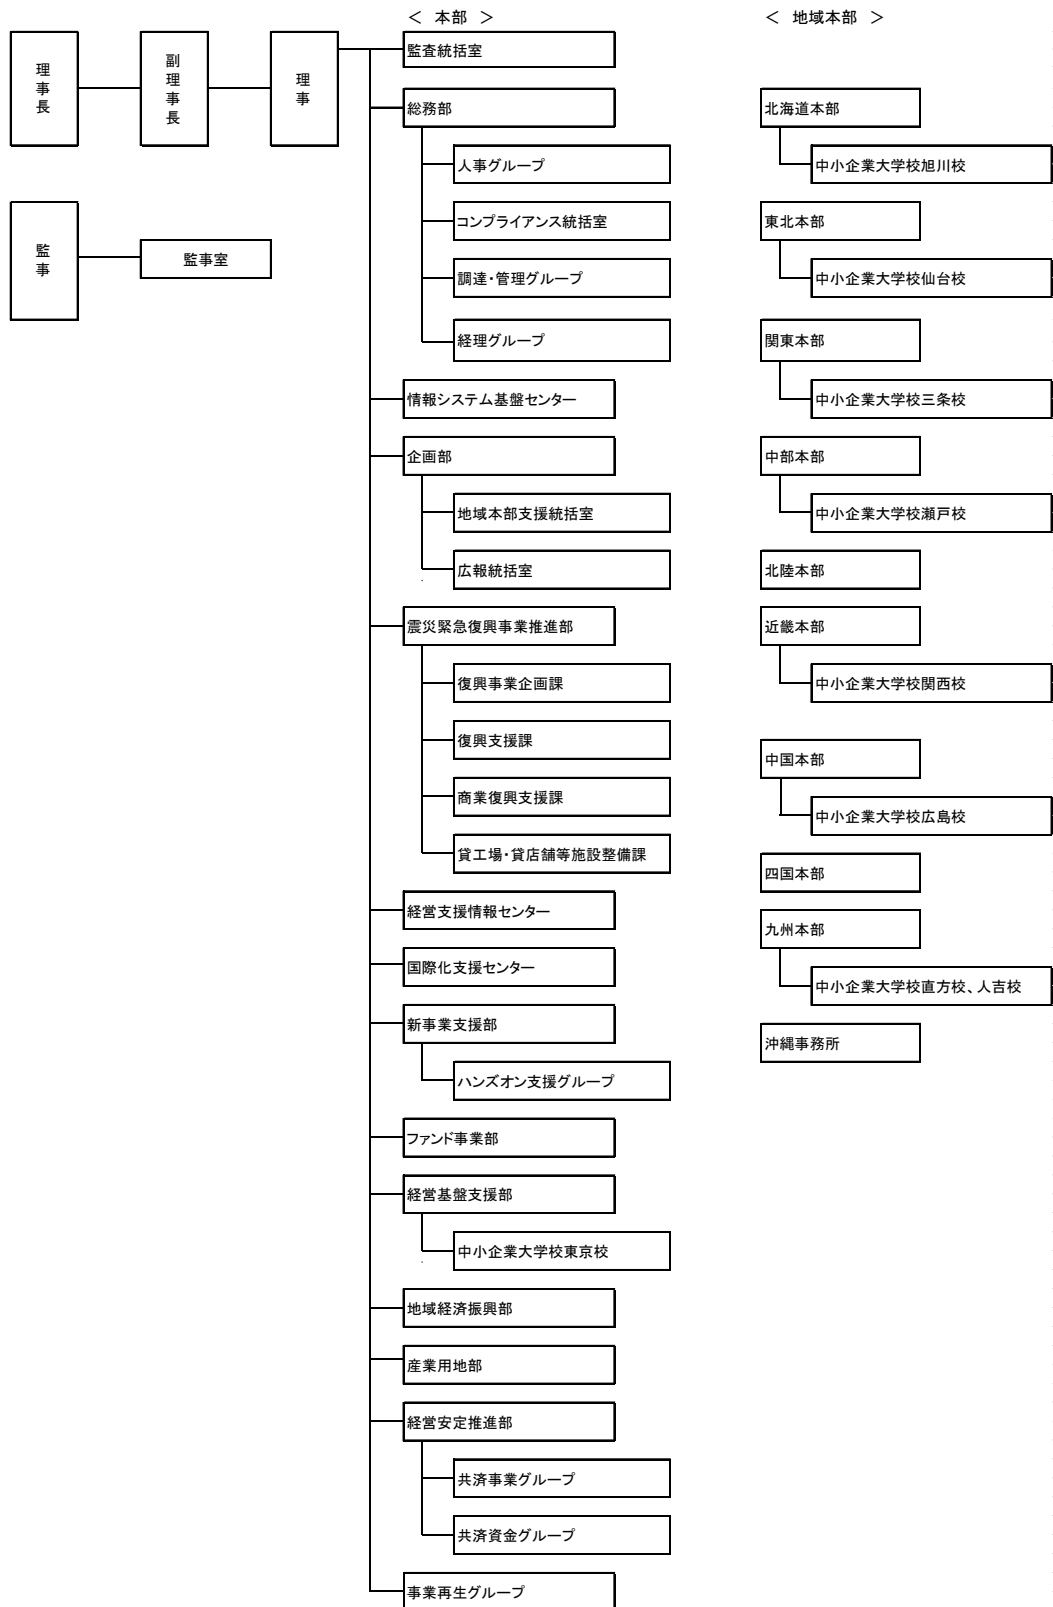 ＜ 本部 ＞
＜ 地域本部 ＞
理事長
副理事長
理事
監事
監事室
監査統括室
総務部
人事グループ
コンプライアンス統括室
調達・管理グループ
経理グループ
情報システム基盤センター
企画部
地域本部支援統括室
広報統括室
震災緊急復興事業推進部
復興事業企画課
復興支援課
商業復興支援課
貸工場・貸店舗等施設整備課
経営支援情報センター
国際化支援センター
新事業支援部
ハンズオン支援グループ
ファンド事業部
経営基盤支援部
中小企業大学校東京校
地域経済振興部
産業用地部
経営安定推進部
共済事業グループ
共済資金グループ
事業再生グループ
北海道本部
中小企業大学校旭川校
東北本部
中小企業大学校仙台校
関東本部
中小企業大学校三条校
中部本部
中小企業大学校瀬戸校
北陸本部
近畿本部
中小企業大学校関西校
中国本部
中小企業大学校広島校
四国本部
九州本部
中小企業大学校直方校、人吉校
沖縄事務所